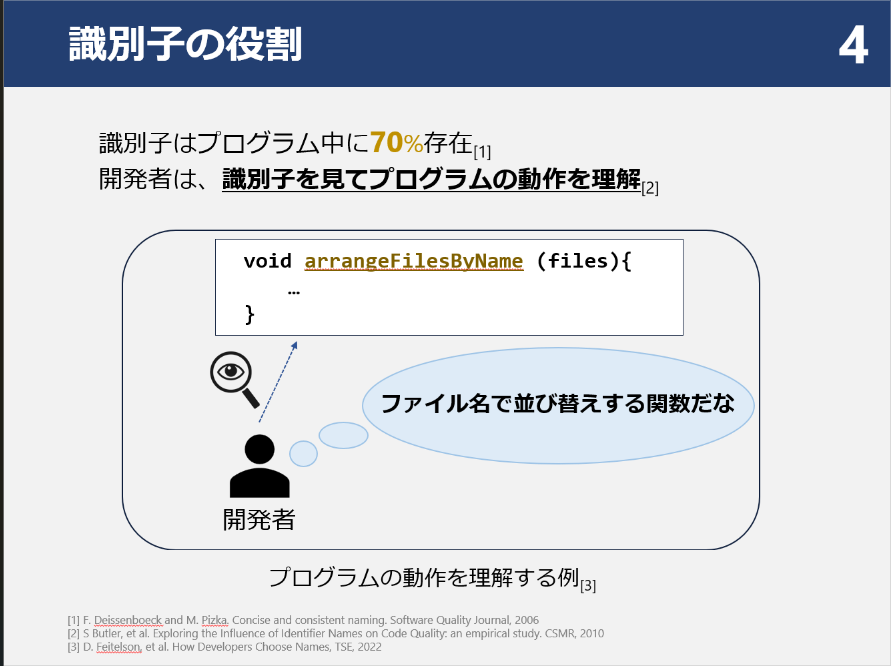 識別子の役割
4
識別子はプログラム中に70%存在[1]
開発者は、識別子を見てプログラムの動作を理解[2]
void arrangeFilesByName (files){
…
}
ファイル名で並び替えする関数だな
開発者
プログラムの動作を理解する例[3]
[1] F. Deissenboeck and M. Pizka. Concise and consistent naming. Software Quality Journal, 2006
[2] S Butler, et al. Exploring the Influence of Identifier Names on Code Quality: an empirical study. CSMR, 2010
[3] D. Feitelson, et al. How Developers Choose Names, TSE, 2022